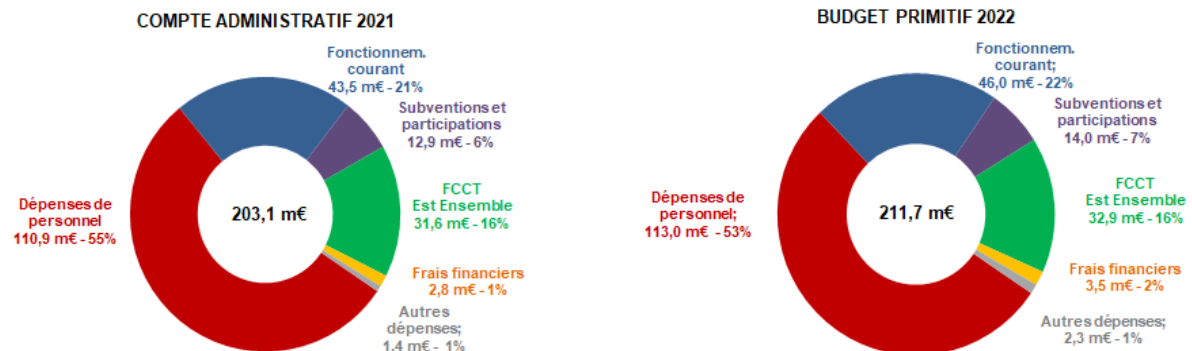 COMPTE ADMINISTRATIF 2021
Fonctionnem.
courant
43,5 m€ - 21%
Subventions et
participations
12,9 m€ - 6%
FCCT
Est Ensemble
31,6 m€ - 16%
Frais financiers
2,8 m€ - 1%
Autres
dépenses;
1,4 m€ - 1%
Dépenses de
personnel
110,9 m€ - 55%
203,1 m€
BUDGET PRIMITIF 2022
Fonctionnem.
courant;
46,0 m€ - 22%
Subventions et
participations
14,0 m€ - 7%
FCCT
Est Ensemble
32,9 m€ - 16%
Frais financiers
3,5 m€ - 2%
Autres dépenses;
2,3 m€ - 1%
Dépenses de
personnel;
113,0 m€ - 53%
211,7 m€